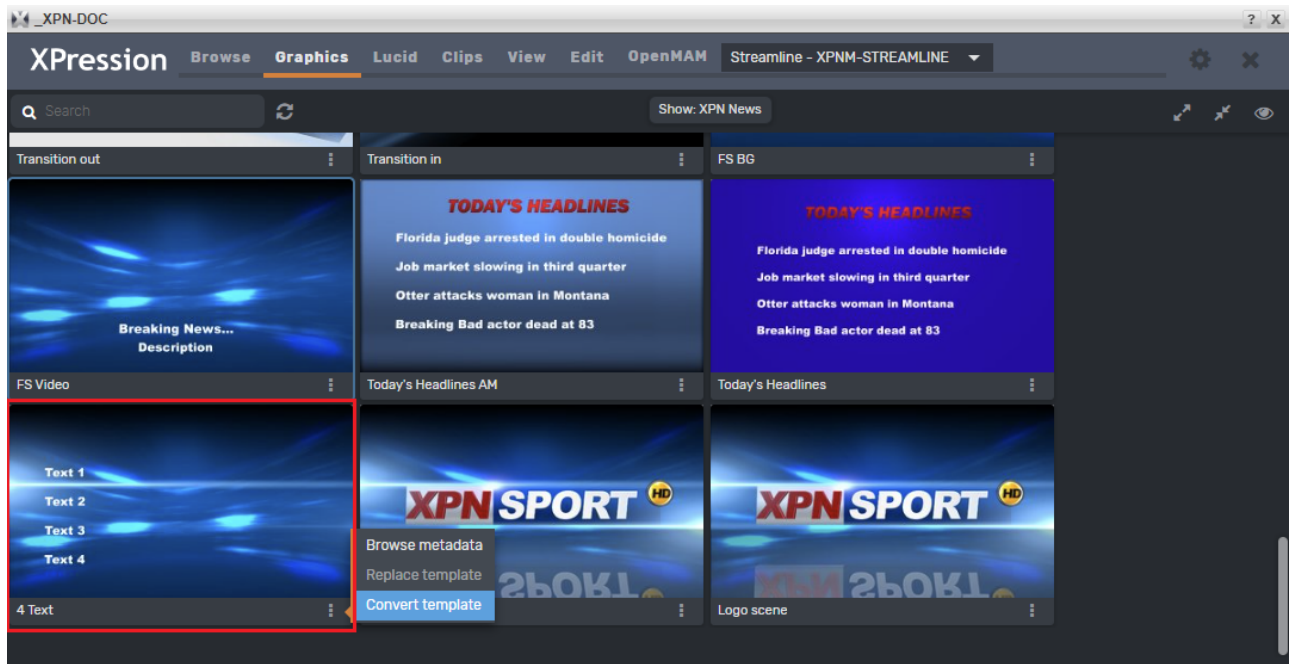 _XPN-DOC ? X
XPression Browse Graphics Lucid Clips View Edit OpenMAM Streamline - XPNM-STREAMLINE
Search Show: XPN News
Transition out Transition in FS BG
Breaking News...
Description
FS Video
TODAY'S HEADLINES
Florida judge arrested in double homicide
Job market slowing in third quarter
Otter attacks woman in Montana
Breaking Bad actor dead at 83
Today's Headlines AM
TODAY'S HEADLINES
Florida judge arrested in double homicide
Job market slowing in third quarter
Otter attacks woman in Montana
Breaking Bad actor dead at 83
Today's Headlines
Text 1
Text 2
Text 3
Text 4
4 Text
XPN SPORT HD
Browse metadata
Replace template
Convert template
XPN SPORT HD
Logo scene